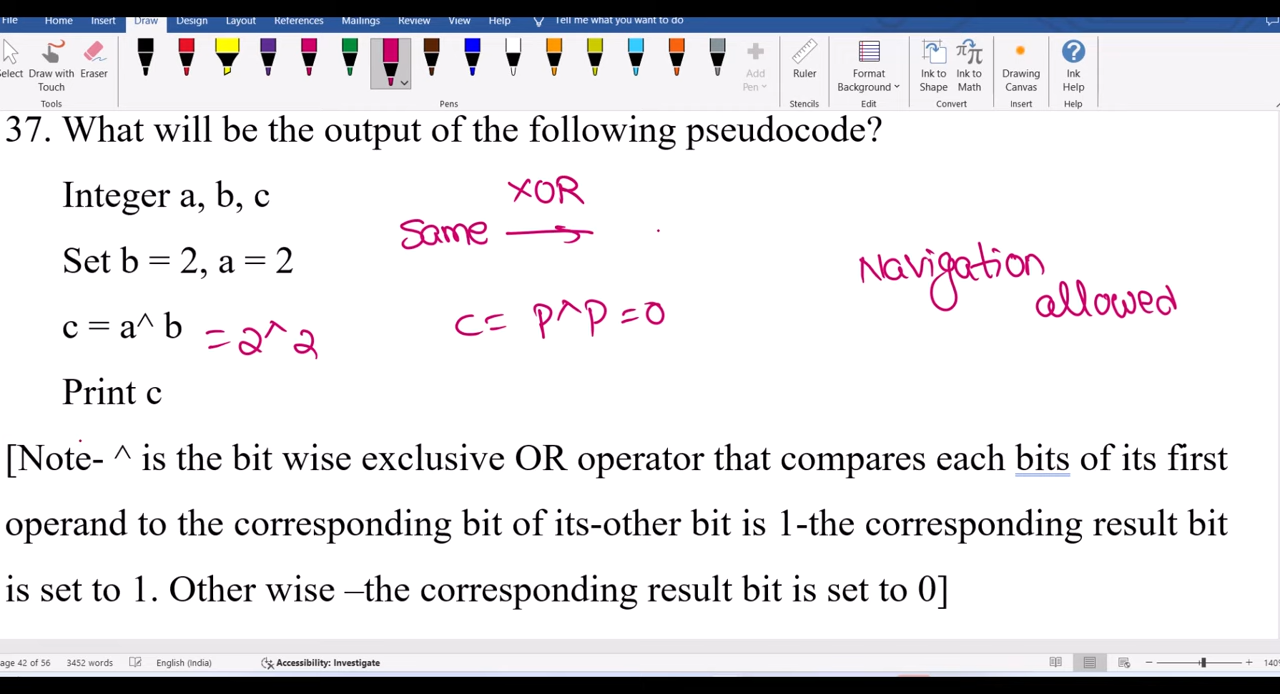 File Home Insert Draw Design Layout References Mailings Review View Help Tell me what you want to do
Select Draw with Touch Eraser
Add Pen Ruler Format Background Ink to Shape Ink to Math Drawing Canvas Ink Help
Tools Pens Stencils Edit Convert Insert Help
37. What will be the output of the following pseudocode?
Integer a, b, c
XOR
Same
Set b = 2, a = 2
Navigation
allowed
c = a^ b = 2^2
c = P^P = 0
Print c
[Note- ^ is the bit wise exclusive OR operator that compares each bits of its first
operand to the corresponding bit of its-other bit is 1-the corresponding result bit
is set to 1. Other wise –the corresponding result bit is set to 0]
age 42 of 56 3452 words English (India) Accessibility: Investigate 140